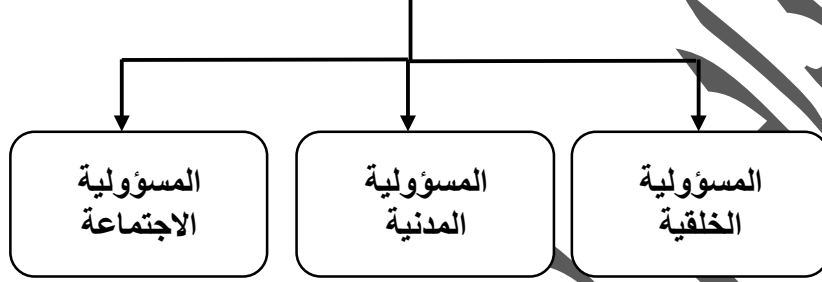 المسؤولية
الخلقية
المسؤولية
المدنية
المسؤولية
الاجتماعة